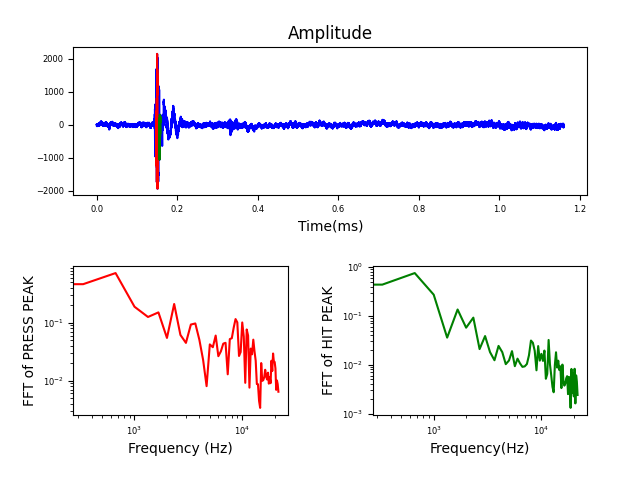 Amplitude
2000
1000
0
−1000
−2000
0.0 0.2 0.4 0.6 0.8 1.0 1.2
Time(ms)
FFT of PRESS PEAK
10⁻¹
10⁻²
10³ 10⁴
Frequency (Hz)
FFT of HIT PEAK
10⁰
10⁻¹
10⁻²
10⁻³
10³ 10⁴
Frequency(Hz)